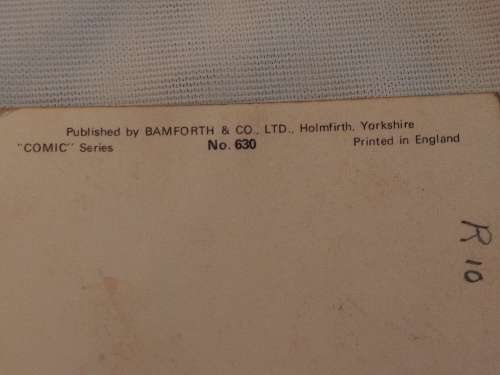 Published by BAMFORTH & CO., LTD., Holmfirth, Yorkshire
"COMIC" Series No. 630 Printed in England
R 10